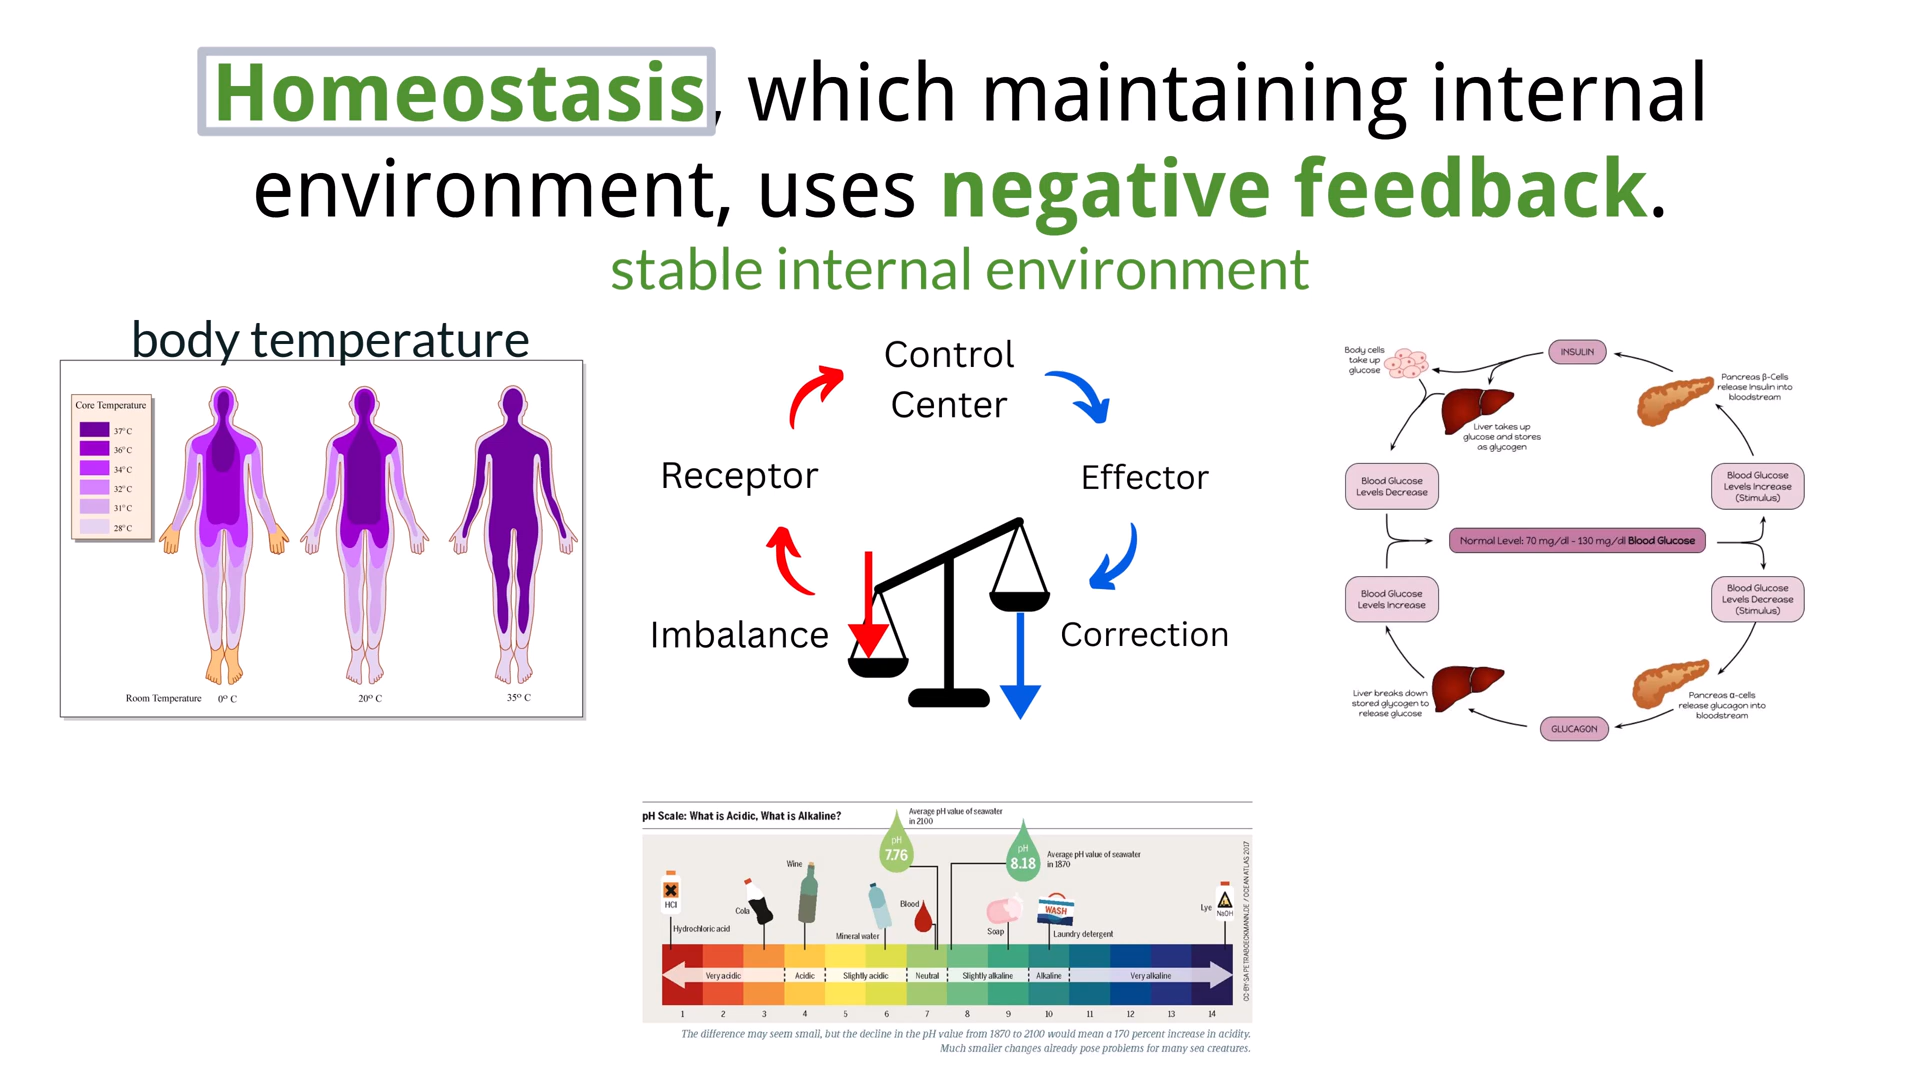 Homeostasis, which maintaining internal
environment, uses negative feedback.
stable internal environment
body temperature
Core Temperature
37° C
36° C
34° C
32° C
31° C
28° C
Room Temperature 0° C 20° C 35° C
Control
Center
Receptor
Effector
Imbalance
Correction
Body cells
take up
glucose
INSULIN
Pancreas β-Cells
release Insulin into
bloodstream
Liver takes up
glucose and stores
as glycogen
Blood Glucose
Levels Decrease
Blood Glucose
Levels Increase
(Stimulus)
Normal Level: 70 mg/dl - 130 mg/dl Blood Glucose
Blood Glucose
Levels Increase
Blood Glucose
Levels Decrease
(Stimulus)
Liver breaks down
stored glycogen to
release glucose
Pancreas α-cells
release glucagon into
bloodstream
GLUCAGON
pH Scale: What is Acidic, What is Alkaline?
Average pH value of seawater
in 2100
pH
7.76
pH
8.18
Average pH value of seawater
in 1870
Wine
HCl
Cola
Blood
WASH
Lye
NaOH
Hydrochloric acid
Mineral water
Soap
Laundry detergent
Very acidic
Acidic
Slightly acidic
Neutral
Slightly alkaline
Alkaline
Very alkaline
1 2 3 4 5 6 7 8 9 10 11 12 13 14
CC-BY-SA PETRABOECKMANN.DE / OCEAN ATLAS 2017
The difference may seem small, but the decline in the pH value from 1870 to 2100 would mean a 170 percent increase in acidity.
Much smaller changes already pose problems for many sea creatures.